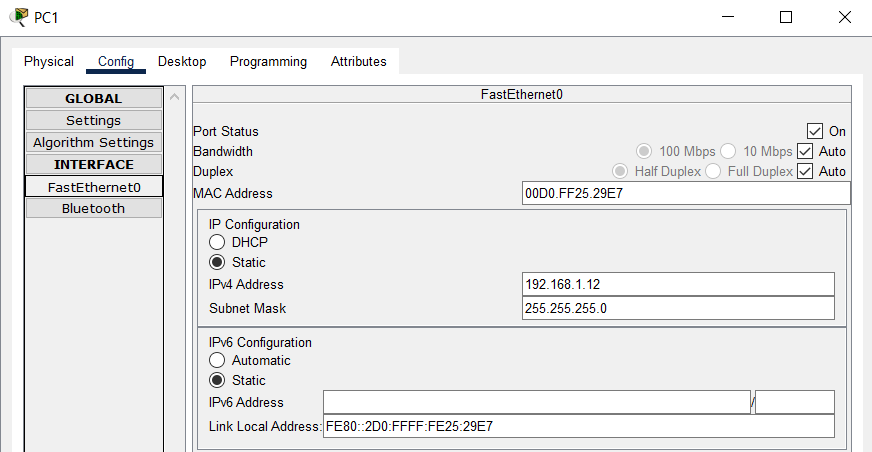 PC1
Physical Config Desktop Programming Attributes
GLOBAL
Settings
Algorithm Settings
INTERFACE
FastEthernet0
Bluetooth
FastEthernet0
Port Status On
Bandwidth 100 Mbps 10 Mbps Auto
Duplex Half Duplex Full Duplex Auto
MAC Address 00D0.FF25.29E7
IP Configuration
DHCP
Static
IPv4 Address 192.168.1.12
Subnet Mask 255.255.255.0
IPv6 Configuration
Automatic
Static
IPv6 Address /
Link Local Address: FE80::2D0:FFFF:FE25:29E7